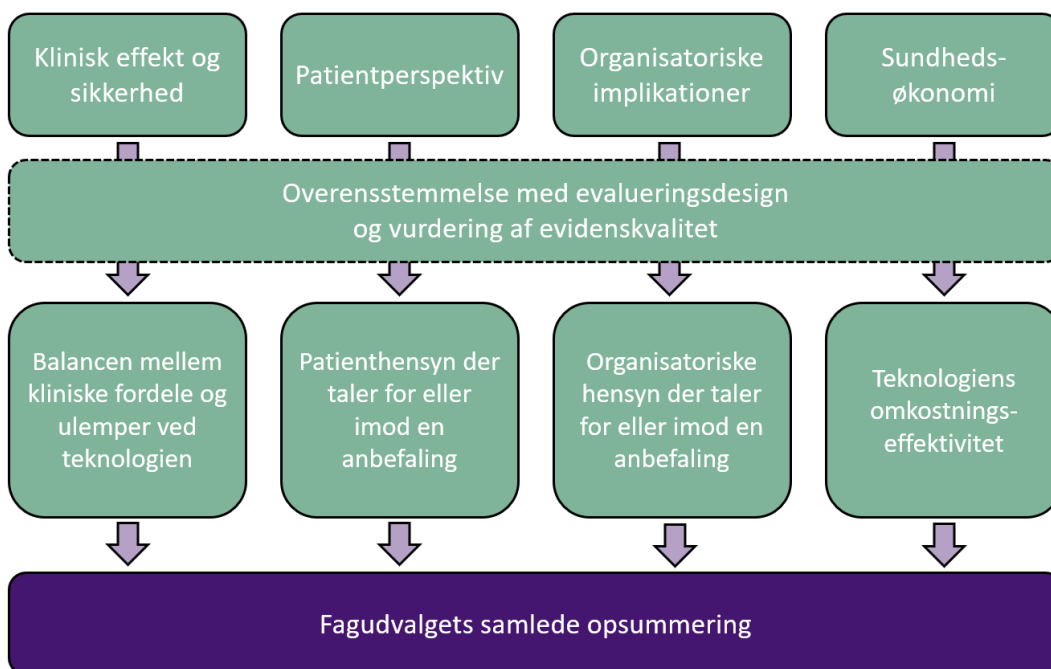 Klinisk effekt og
sikkerhed
Patientperspektiv
Organisatoriske
implikationer
Sundheds-
økonomi
Overensstemmelse med evalueringsdesign
og vurdering af evidenskvalitet
Balancen mellem
kliniske fordele og
ulemper ved
teknologien
Patienthensyn der
taler for eller
imod en
anbefaling
Organisatoriske
hensyn der taler
for eller imod en
anbefaling
Teknologiens
omkostnings-
effektivitet
Fagudvalgets samlede opsummering